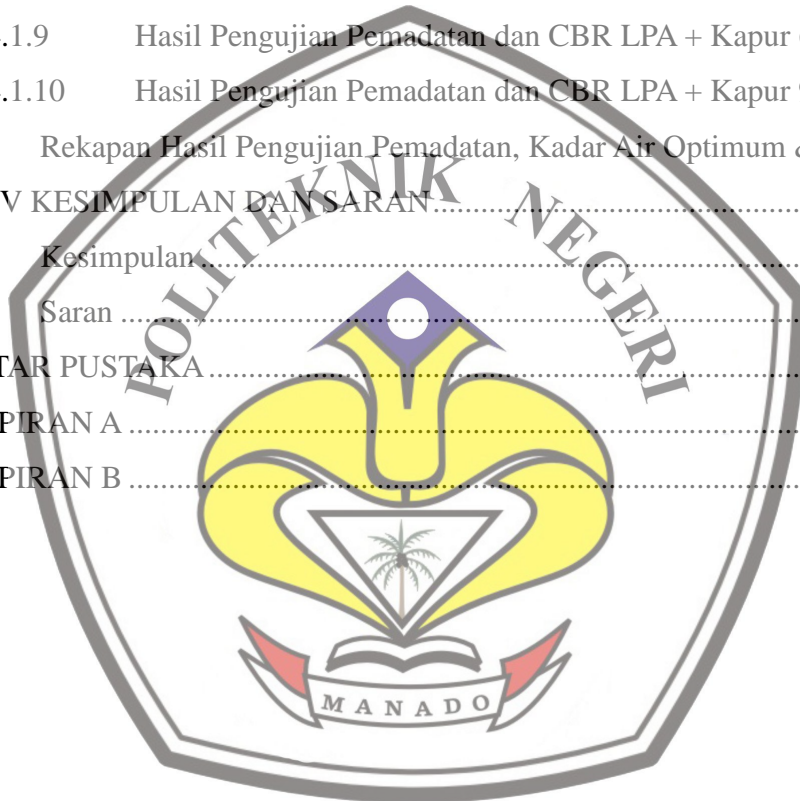 .1.9 Hasil Pengujian Pemadatan dan CBR LPA + Kapur
.1.10 Hasil Pengujian Pemadatan dan CBR LPA + Kapur
Rekapan Hasil Pengujian Pemadatan, Kadar Air Optimum
V KESIMPULAN DAN SARAN ........................................
Kesimpulan ........................................
Saran ........................................
TAR PUSTAKA ........................................
PIRAN A ........................................
PIRAN B ........................................
POLITEKNIK NEGERI
MANADO